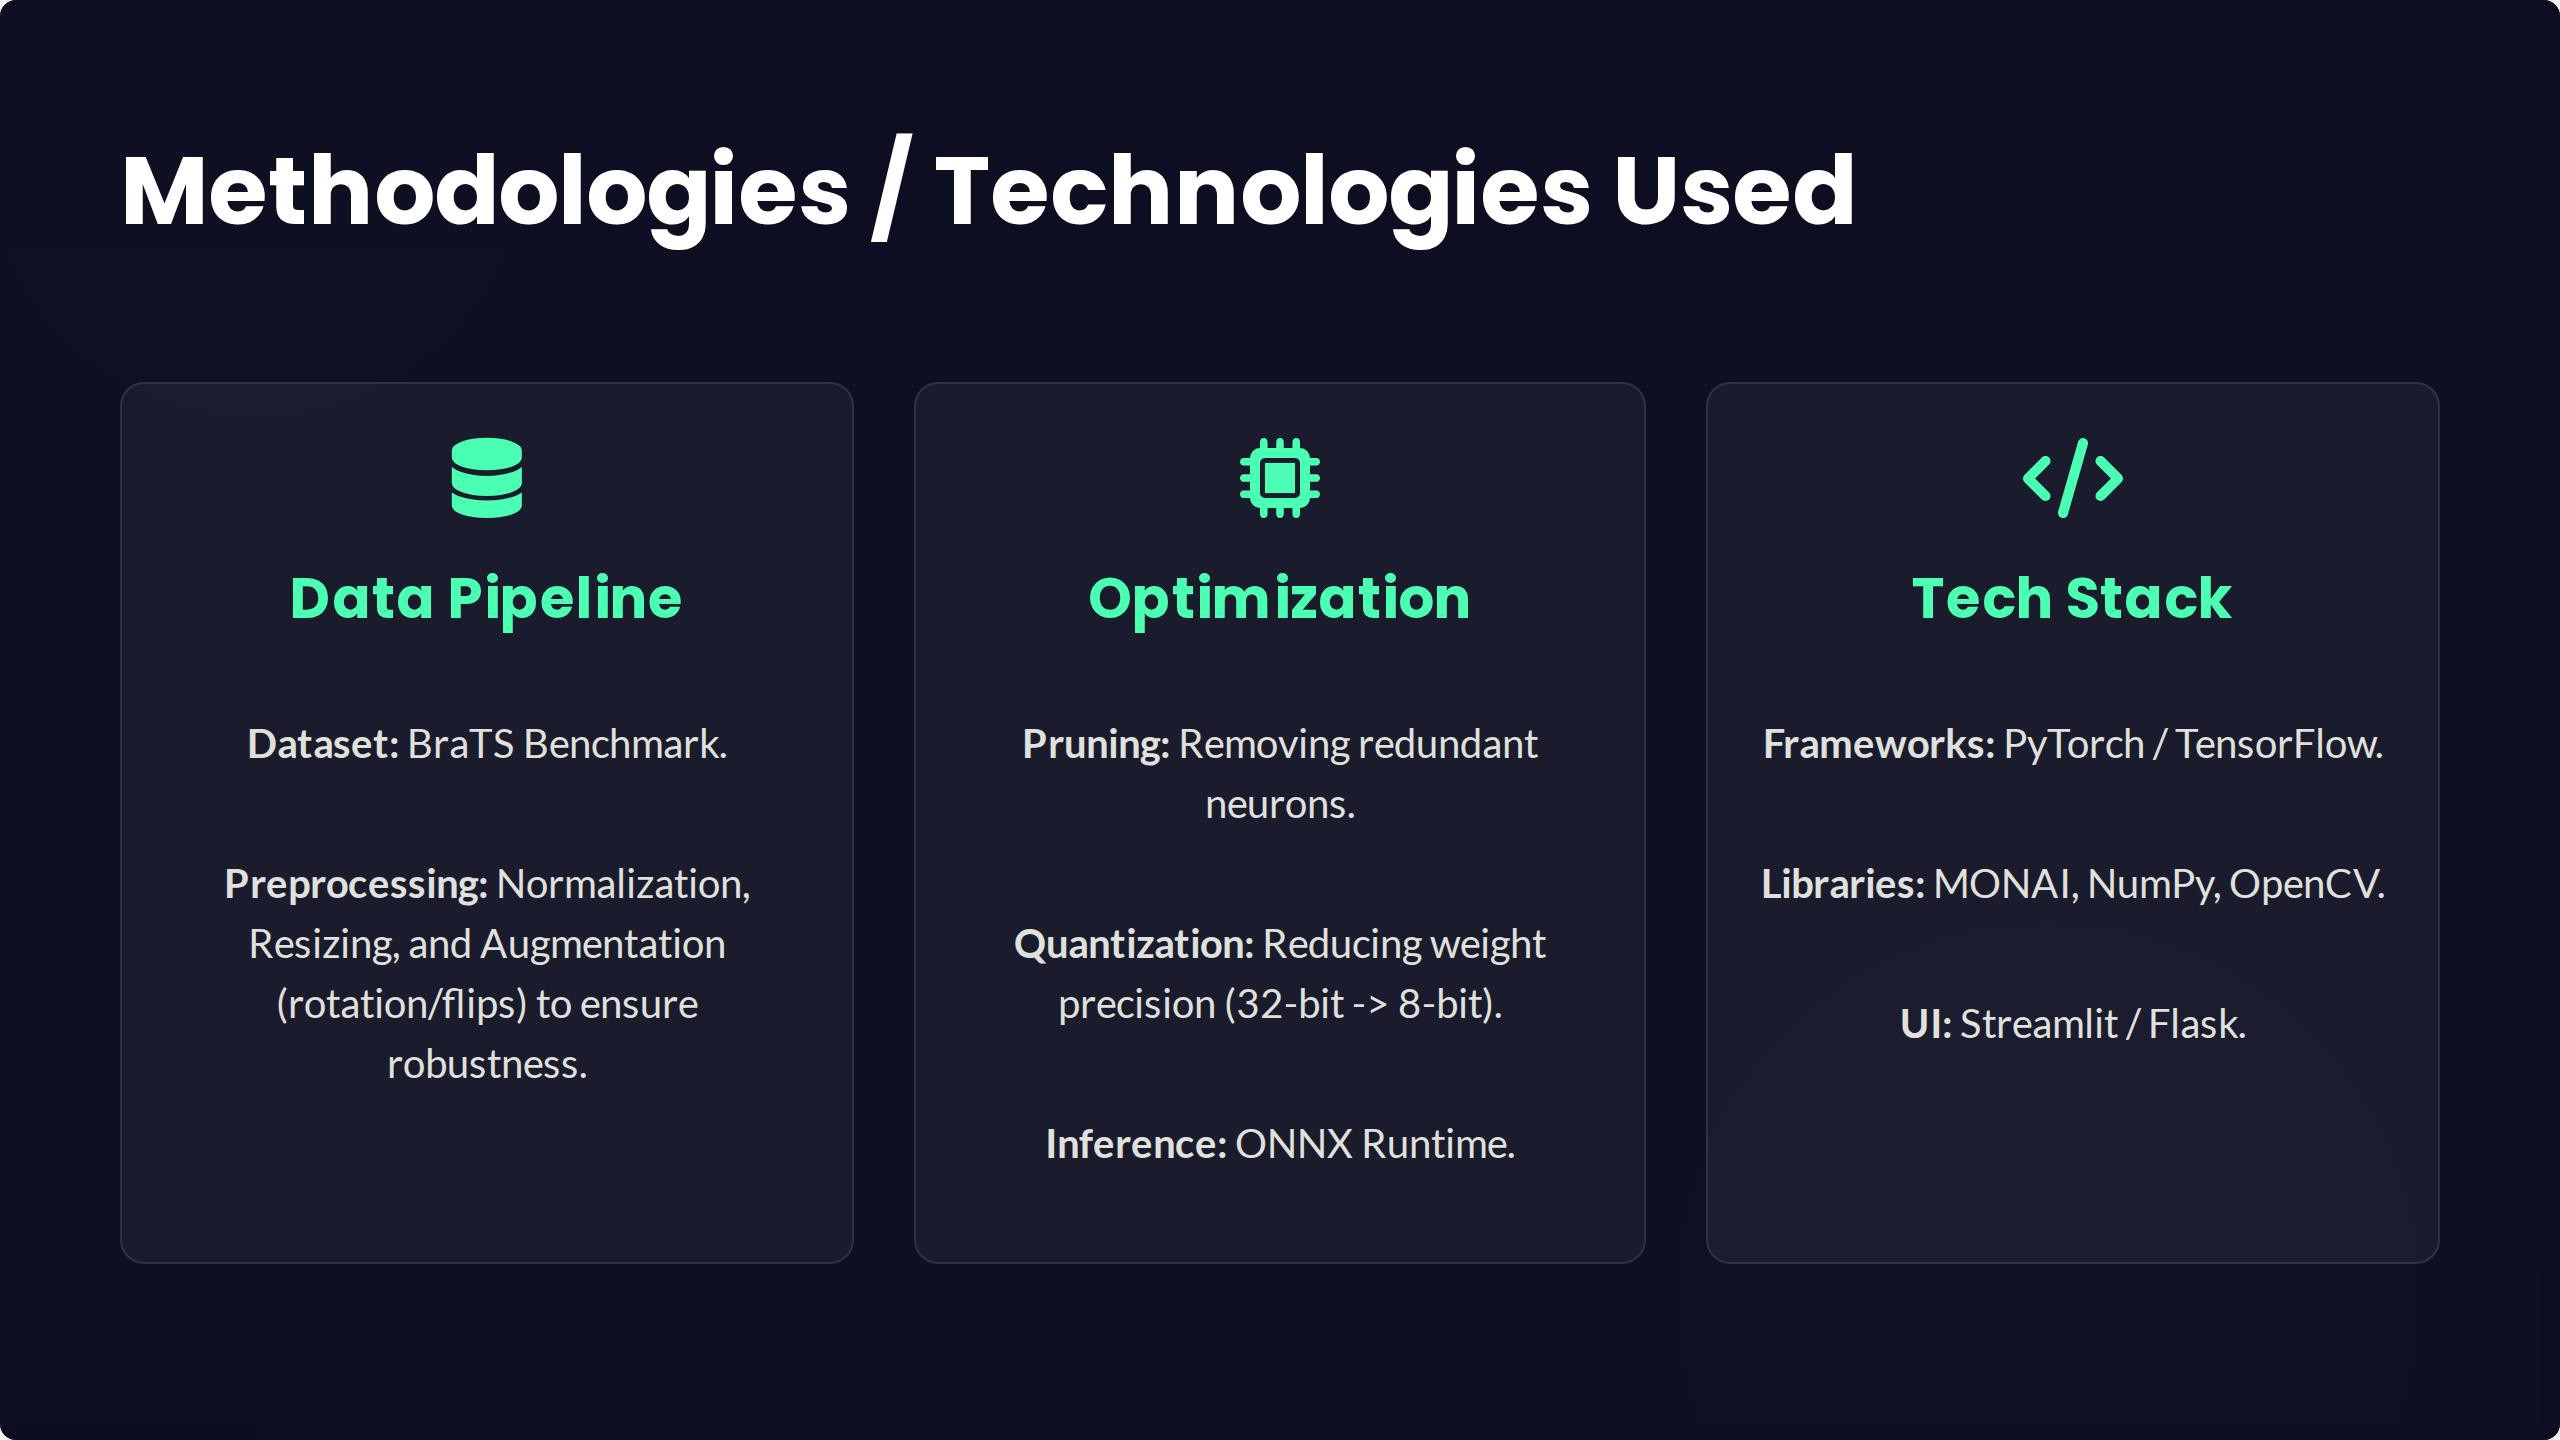 Methodologies / Technologies Used
Data Pipeline
Dataset: BraTS Benchmark.
Preprocessing: Normalization,
Resizing, and Augmentation
(rotation/flips) to ensure
robustness.
Optimization
Pruning: Removing redundant
neurons.
Quantization: Reducing weight
precision (32-bit -> 8-bit).
Inference: ONNX Runtime.
Tech Stack
Frameworks: PyTorch / TensorFlow.
Libraries: MONAI, NumPy, OpenCV.
UI: Streamlit / Flask.